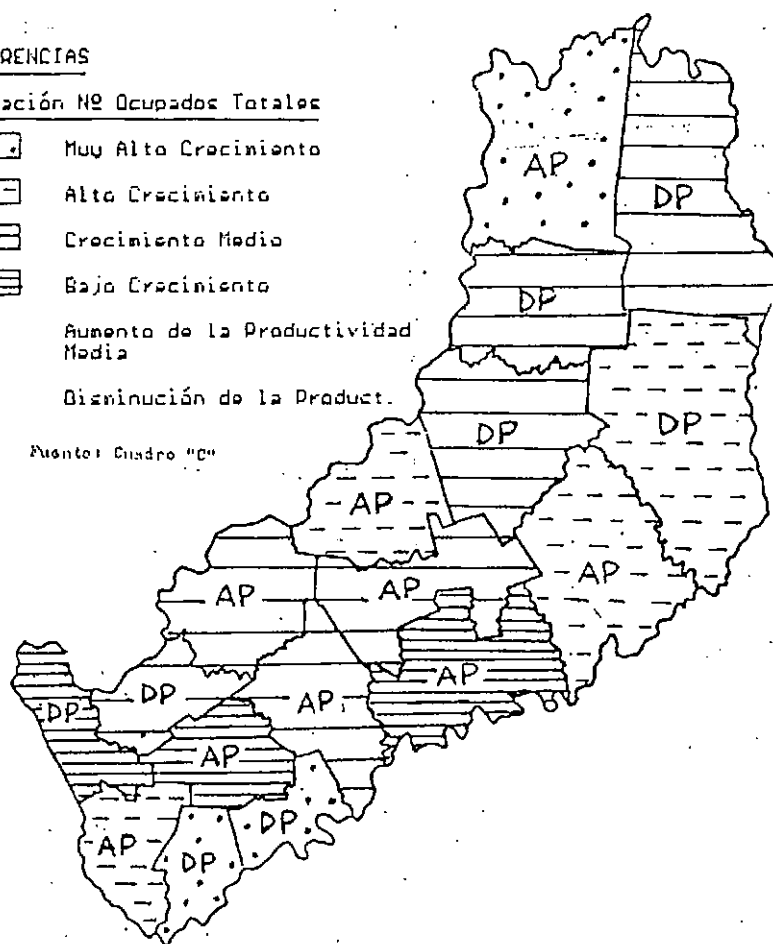 RENCIAS
ación Nº Ocupados Totales
Muy Alto Crecimiento
Alto Crecimiento
Crecimiento Medio
Bajo Crecimiento
Aumento de la Productividad
Media
Disminución de la Product.
Fuente: Cuadro "C"
AP
DP
DP
DP
DP
AP
AP
AP
AP
AP
DP
DP
AP
AP
DP
AP
DP